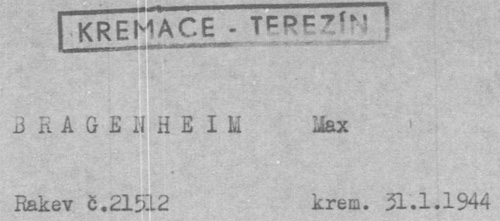 KREMACE - TEREZÍN
BRAGENHEIM Max
Rakev č.21512 krem. 31.1.1944